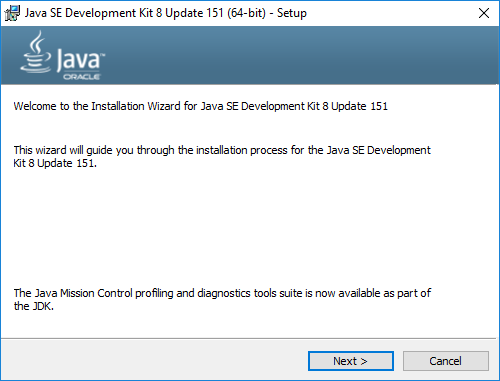 Java SE Development Kit 8 Update 151 (64-bit) - Setup
Java™
ORACLE
Welcome to the Installation Wizard for Java SE Development Kit 8 Update 151
This wizard will guide you through the installation process for the Java SE Development
Kit 8 Update 151.
The Java Mission Control profiling and diagnostics tools suite is now available as part of
the JDK.
Next >
Cancel